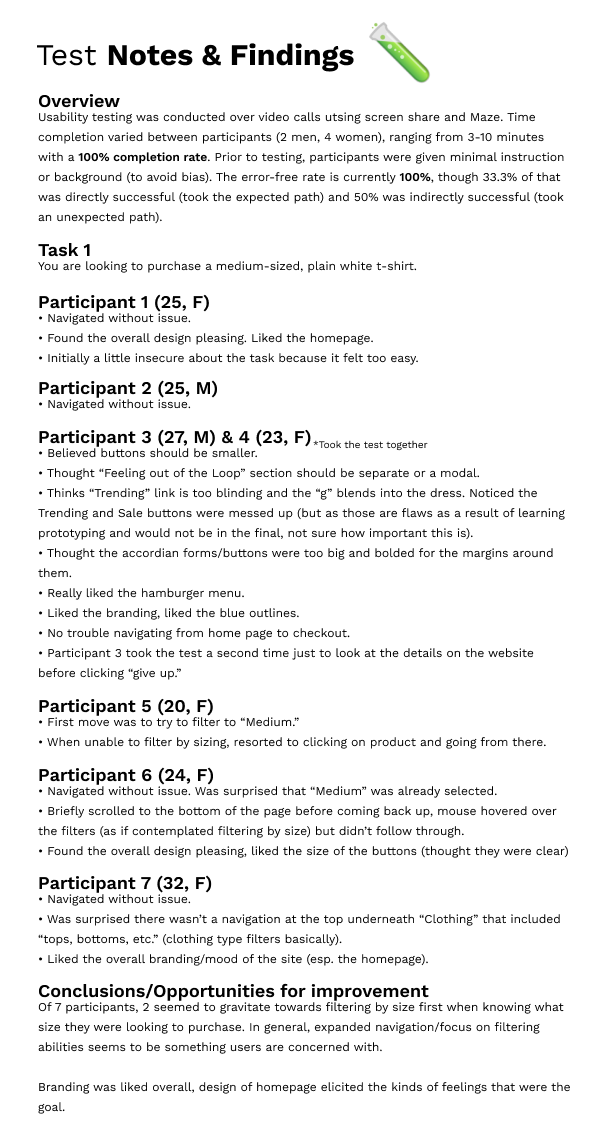 Test Notes & Findings
Overview
Usability testing was conducted over video calls utsing screen share and Maze. Time
completion varied between participants (2 men, 4 women), ranging from 3-10 minutes
with a 100% completion rate. Prior to testing, participants were given minimal instruction
or background (to avoid bias). The error-free rate is currently 100%, though 33.3% of that
was directly successful (took the expected path) and 50% was indirectly successful (took
an unexpected path).
Task 1
You are looking to purchase a medium-sized, plain white t-shirt.
Participant 1 (25, F)
• Navigated without issue.
• Found the overall design pleasing. Liked the homepage.
• Initially a little insecure about the task because it felt too easy.
Participant 2 (25, M)
• Navigated without issue.
Participant 3 (27, M) & 4 (23, F) *Took the test together
• Believed buttons should be smaller.
• Thought “Feeling out of the Loop” section should be separate or a modal.
• Thinks “Trending” link is too blinding and the “g” blends into the dress. Noticed the
Trending and Sale buttons were messed up (but as those are flaws as a result of learning
prototyping and would not be in the final, not sure how important this is).
• Thought the accordian forms/buttons were too big and bolded for the margins around
them.
• Really liked the hamburger menu.
• Liked the branding, liked the blue outlines.
• No trouble navigating from home page to checkout.
• Participant 3 took the test a second time just to look at the details on the website
before clicking “give up.”
Participant 5 (20, F)
• First move was to try to filter to “Medium.”
• When unable to filter by sizing, resorted to clicking on product and going from there.
Participant 6 (24, F)
• Navigated without issue. Was surprised that “Medium” was already selected.
• Briefly scrolled to the bottom of the page before coming back up, mouse hovered over
the filters (as if contemplated filtering by size) but didn’t follow through.
• Found the overall design pleasing, liked the size of the buttons (thought they were clear)
Participant 7 (32, F)
• Navigated without issue.
• Was surprised there wasn’t a navigation at the top underneath “Clothing” that included
“tops, bottoms, etc.” (clothing type filters basically).
• Liked the overall branding/mood of the site (esp. the homepage).
Conclusions/Opportunities for improvement
Of 7 participants, 2 seemed to gravitate towards filtering by size first when knowing what
size they were looking to purchase. In general, expanded navigation/focus on filtering
abilities seems to be something users are concerned with.
Branding was liked overall, design of homepage elicited the kinds of feelings that were the
goal.